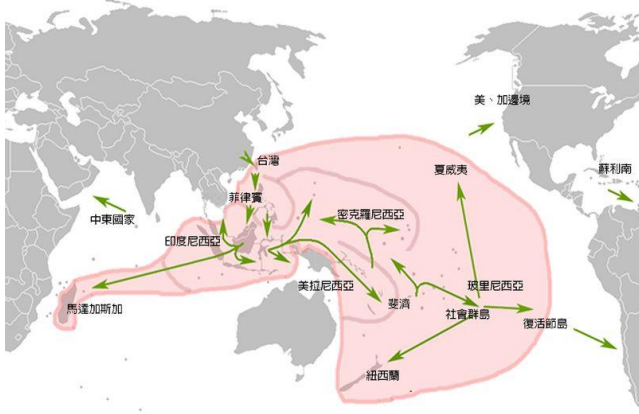 美、加邊境
台灣
夏威夷
蘇利南
菲律賓
中東國家
密克羅尼西亞
印度尼西亞
美拉尼西亞
玻里尼西亞
斐濟
馬達加斯加
社會群島
復活節島
紐西蘭